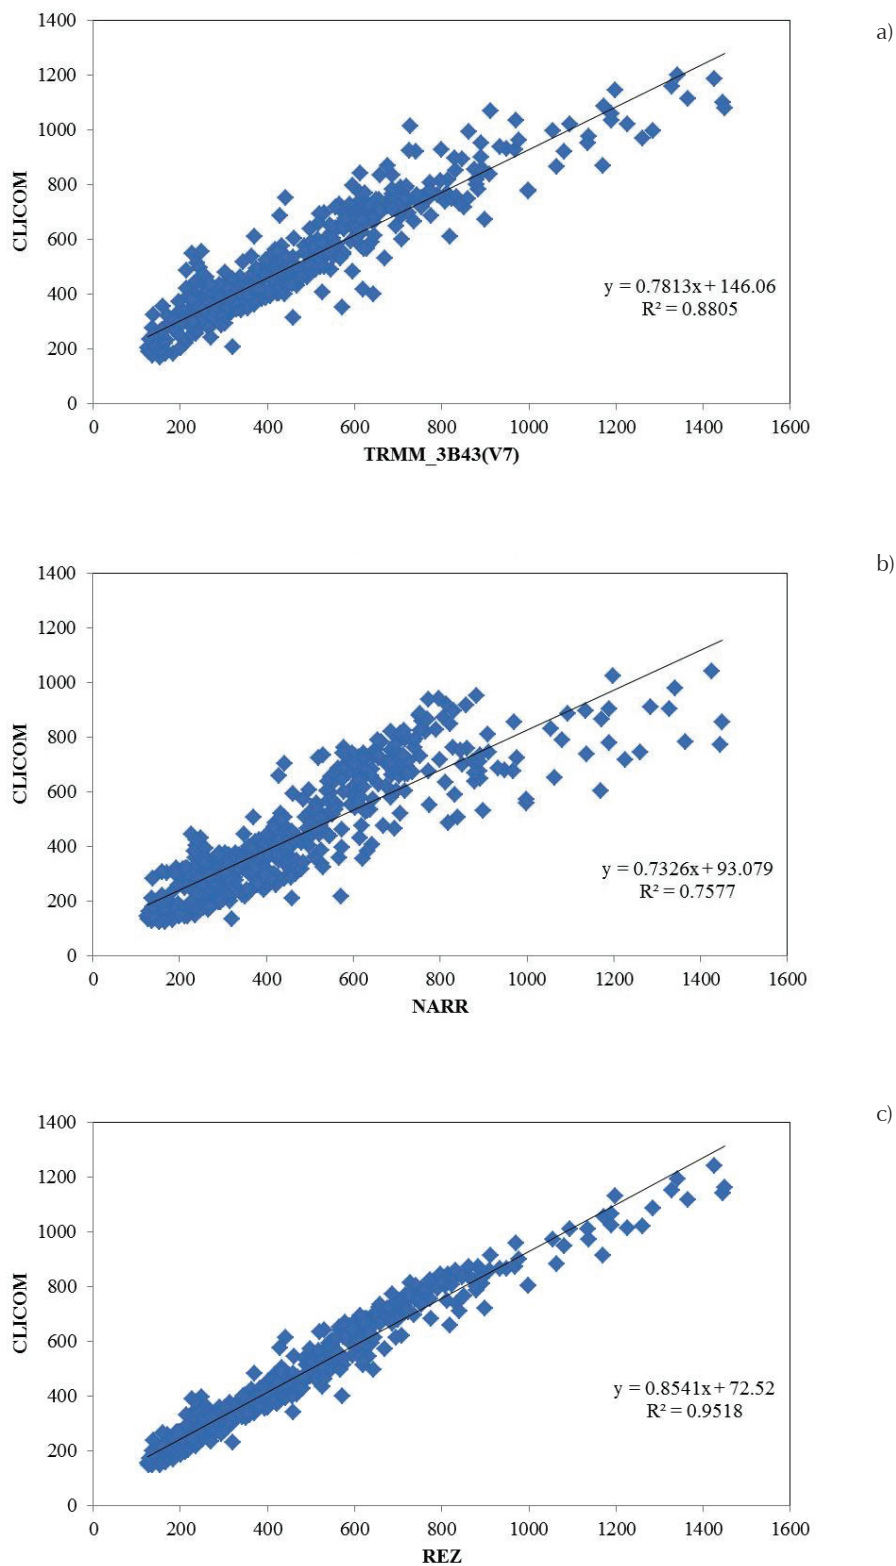 a)
1400
1200
1000
800
600
400
200
0
CLICOM
y = 0.7813x + 146.06
R² = 0.8805
0 200 400 600 800 1000 1200 1400 1600
TRMM_3B43(V7)
b)
1400
1200
1000
800
600
400
200
0
CLICOM
y = 0.7326x + 93.079
R² = 0.7577
0 200 400 600 800 1000 1200 1400 1600
NARR
c)
1400
1200
1000
800
600
400
200
0
CLICOM
y = 0.8541x + 72.52
R² = 0.9518
0 200 400 600 800 1000 1200 1400 1600
REZ